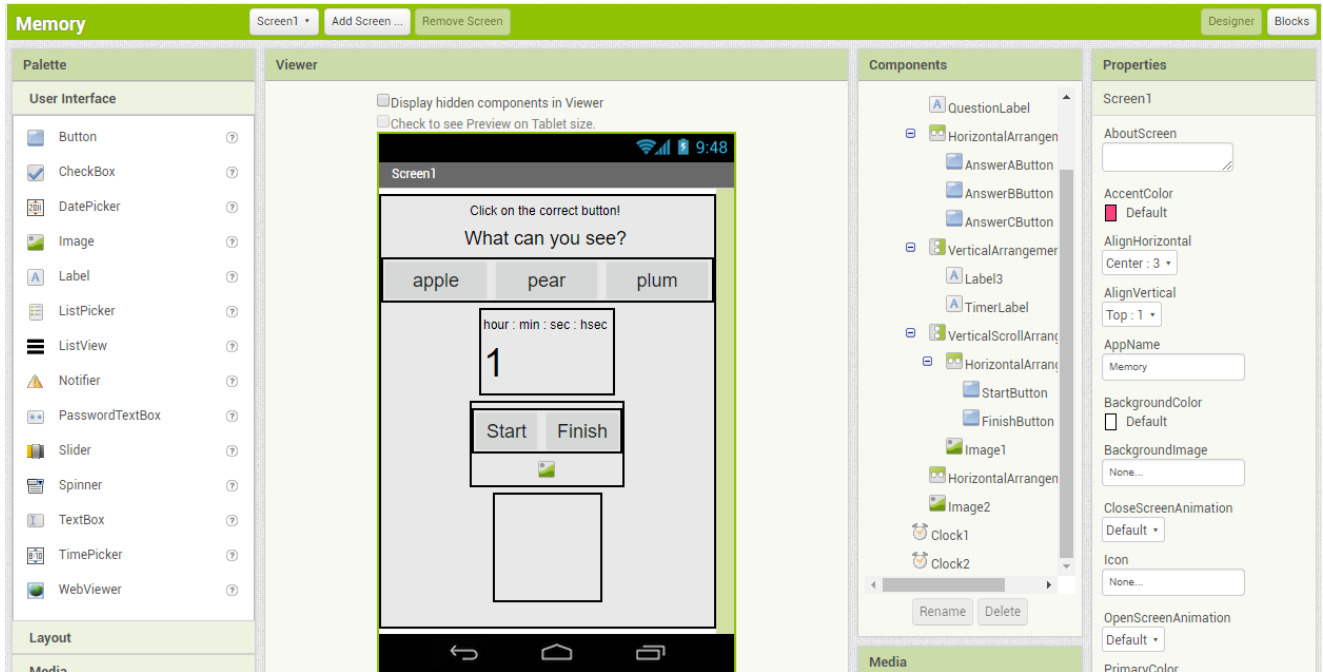 Memory
Screen1
Add Screen ...
Remove Screen
Designer
Blocks
Palette
User Interface
Button
CheckBox
DatePicker
Image
Label
ListPicker
ListView
Notifier
PasswordTextBox
Slider
Spinner
TextBox
TimePicker
WebViewer
Layout
Media
Viewer
Display hidden components in Viewer
Check to see Preview on Tablet size.
9:48
Screen1
Click on the correct button!
What can you see?
apple pear plum
hour : min : sec : hsec
1
Start Finish
Components
QuestionLabel
HorizontalArrangen
AnswerAButton
AnswerBButton
AnswerCButton
VerticalArrangemer
Label3
TimerLabel
VerticalScrollArrang
HorizontalArrang
StartButton
FinishButton
Image1
HorizontalArrangen
Image2
Clock1
Clock2
Rename Delete
Media
Properties
Screen1
AboutScreen
AccentColor
Default
AlignHorizontal
Center : 3
AlignVertical
Top : 1
AppName
Memory
BackgroundColor
Default
BackgroundImage
None...
CloseScreenAnimation
Default
Icon
None...
OpenScreenAnimation
Default
PrimaryColor